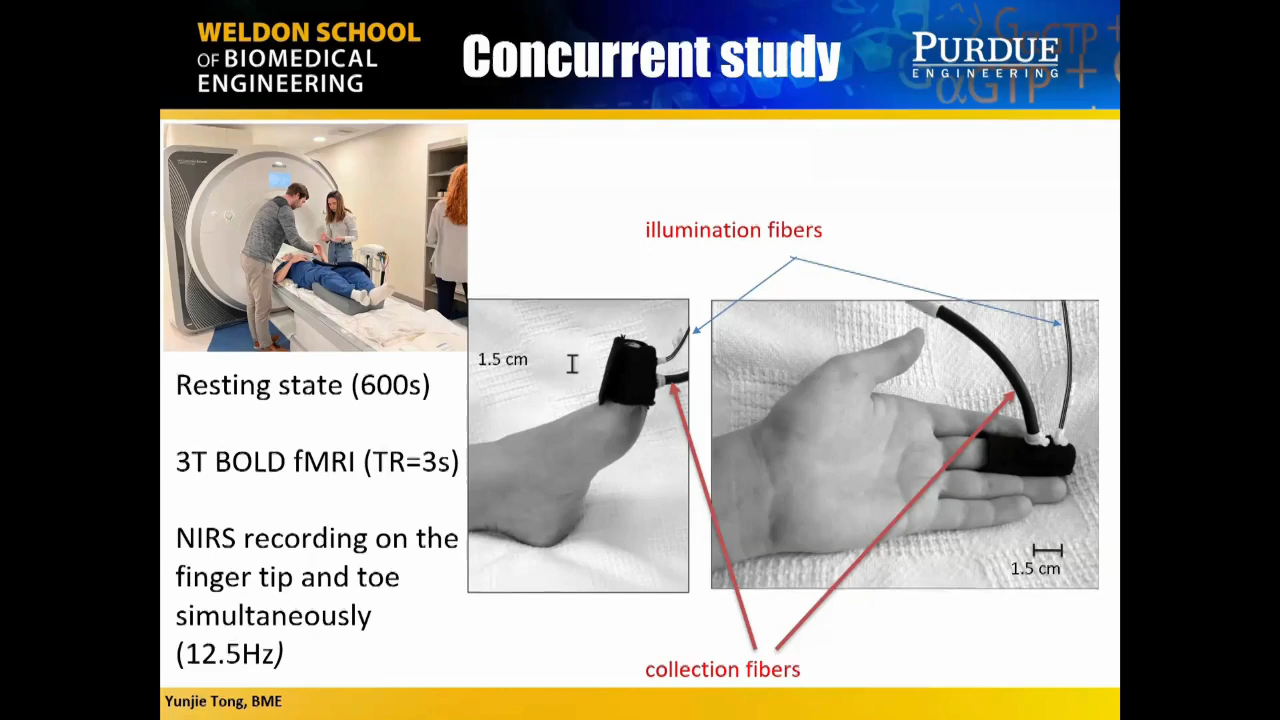 WELDON SCHOOL
OF BIOMEDICAL
ENGINEERING
Concurrent study
PURDUE
ENGINEERING
illumination fibers
1.5 cm
Resting state (600s)
3T BOLD fMRI (TR=3s)
NIRS recording on the
finger tip and toe
simultaneously
(12.5Hz)
1.5 cm
collection fibers
Yunjie Tong, BME